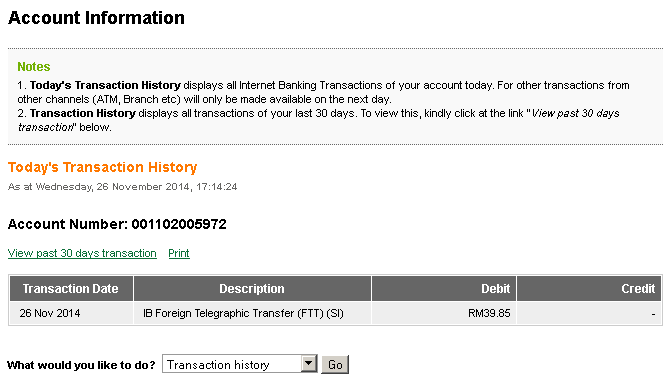 Account Information
Notes
1. Today's Transaction History displays all Internet Banking Transactions of your account today. For other transactions from
other channels (ATM, Branch etc) will only be made available on the next day.
2. Transaction History displays all transactions of your last 30 days. To view this, kindly click at the link "View past 30 days
transaction" below.
Today's Transaction History
As at Wednesday, 26 November 2014, 17:14:24
Account Number: 001102005972
View past 30 days transaction Print
Transaction Date Description Debit Credit
26 Nov 2014 IB Foreign Telegraphic Transfer (FTT) (SI) RM39.85 -
What would you like to do? Transaction history Go